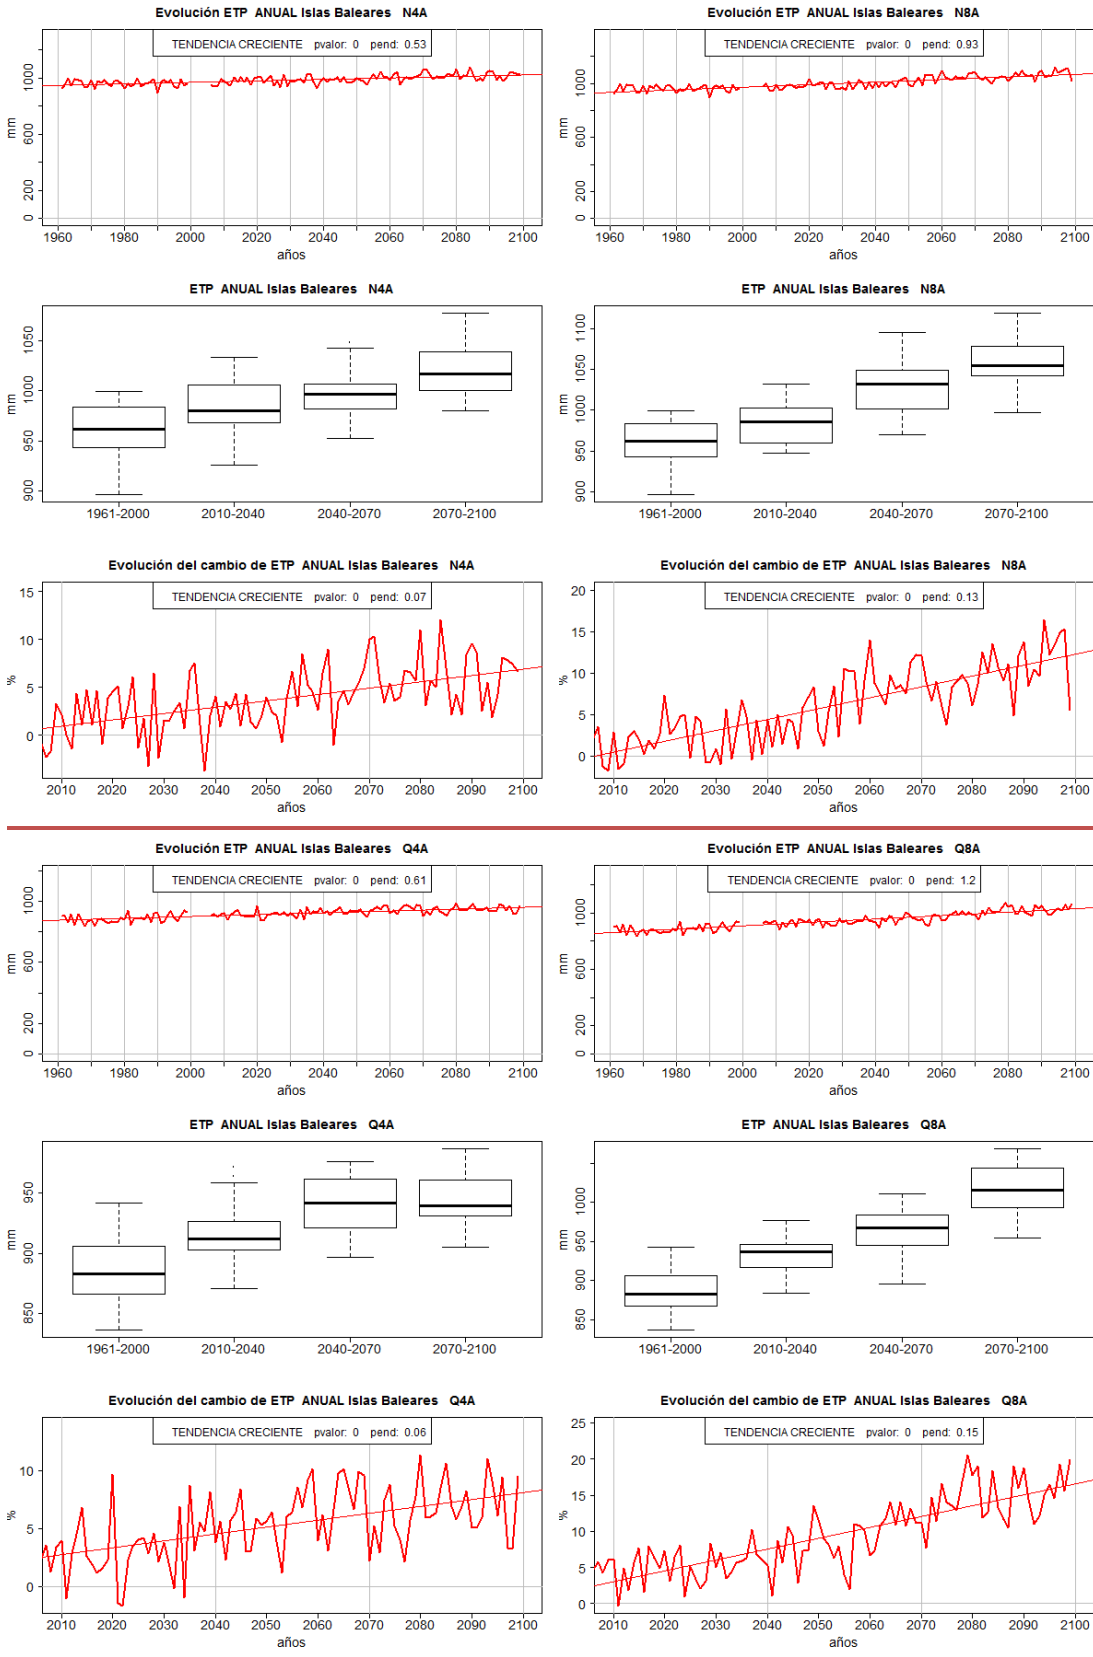 Evolución ETP ANUAL Islas Baleares N4A
TENDENCIA CRECIENTE pvalor: 0 pend: 0.53
mm
0 200 600 1000
1960 1980 2000 2020 2040 2060 2080 2100
años
Evolución ETP ANUAL Islas Baleares N8A
TENDENCIA CRECIENTE pvalor: 0 pend: 0.93
mm
0 200 600 1000
1960 1980 2000 2020 2040 2060 2080 2100
años
ETP ANUAL Islas Baleares N4A
mm
900 950 1000 1050
1961-2000 2010-2040 2040-2070 2070-2100
ETP ANUAL Islas Baleares N8A
mm
900 950 1000 1050 1100
1961-2000 2010-2040 2040-2070 2070-2100
Evolución del cambio de ETP ANUAL Islas Baleares N4A
TENDENCIA CRECIENTE pvalor: 0 pend: 0.07
15
10
5
0
%
2010 2020 2030 2040 2050 2060 2070 2080 2090 2100
años
Evolución del cambio de ETP ANUAL Islas Baleares N8A
TENDENCIA CRECIENTE pvalor: 0 pend: 0.13
20
15
10
5
0
%
2010 2020 2030 2040 2050 2060 2070 2080 2090 2100
años
Evolución ETP ANUAL Islas Baleares Q4A
TENDENCIA CRECIENTE pvalor: 0 pend: 0.61
mm
0 200 600 1000
1960 1980 2000 2020 2040 2060 2080 2100
años
Evolución ETP ANUAL Islas Baleares Q8A
TENDENCIA CRECIENTE pvalor: 0 pend: 1.2
mm
0 200 600 1000
1960 1980 2000 2020 2040 2060 2080 2100
años
ETP ANUAL Islas Baleares Q4A
mm
850 900 950
1961-2000 2010-2040 2040-2070 2070-2100
ETP ANUAL Islas Baleares Q8A
mm
850 900 950 1000
1961-2000 2010-2040 2040-2070 2070-2100
Evolución del cambio de ETP ANUAL Islas Baleares Q4A
TENDENCIA CRECIENTE pvalor: 0 pend: 0.06
10
5
0
%
2010 2020 2030 2040 2050 2060 2070 2080 2090 2100
años
Evolución del cambio de ETP ANUAL Islas Baleares Q8A
TENDENCIA CRECIENTE pvalor: 0 pend: 0.15
25
20
15
10
5
0
%
2010 2020 2030 2040 2050 2060 2070 2080 2090 2100
años